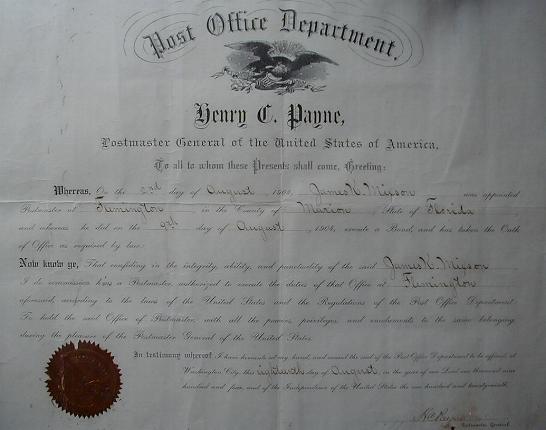 Post Office Department.
Henry C. Payne,
Postmaster General of the United States of America,
To all to whom these Presents shall come, Greeting:
Whereas, On the day of August, 1904, James K. Mixson was appointed
Postmaster at Flemington in the County of Marion, State of Florida
and whereas he did on the 9th day of August, 1904, execute a Bond, and has taken the Oath
of Office as required by law.
Now know ye, That confiding in the integrity, ability, and punctuality of the said James K. Mixson
I do commission him a Postmaster, authorized to execute the duties of that Office at Flemington
aforesaid, according to the laws of the United States and the Regulations of the Post Office Department:
To hold the said Office of Postmaster, with all the powers, privileges, and emoluments to the same belonging,
during the pleasure of the Postmaster General of the United States.
In testimony whereof I have hereunto set my hand, and caused the seal of the Post Office Department to be affixed, at
Washington City, this eighteenth day of August, in the year of our Lord one thousand nine
hundred and four, and of the Independence of the United States the one hundred and twenty-ninth.
H. C. Payne
Postmaster General